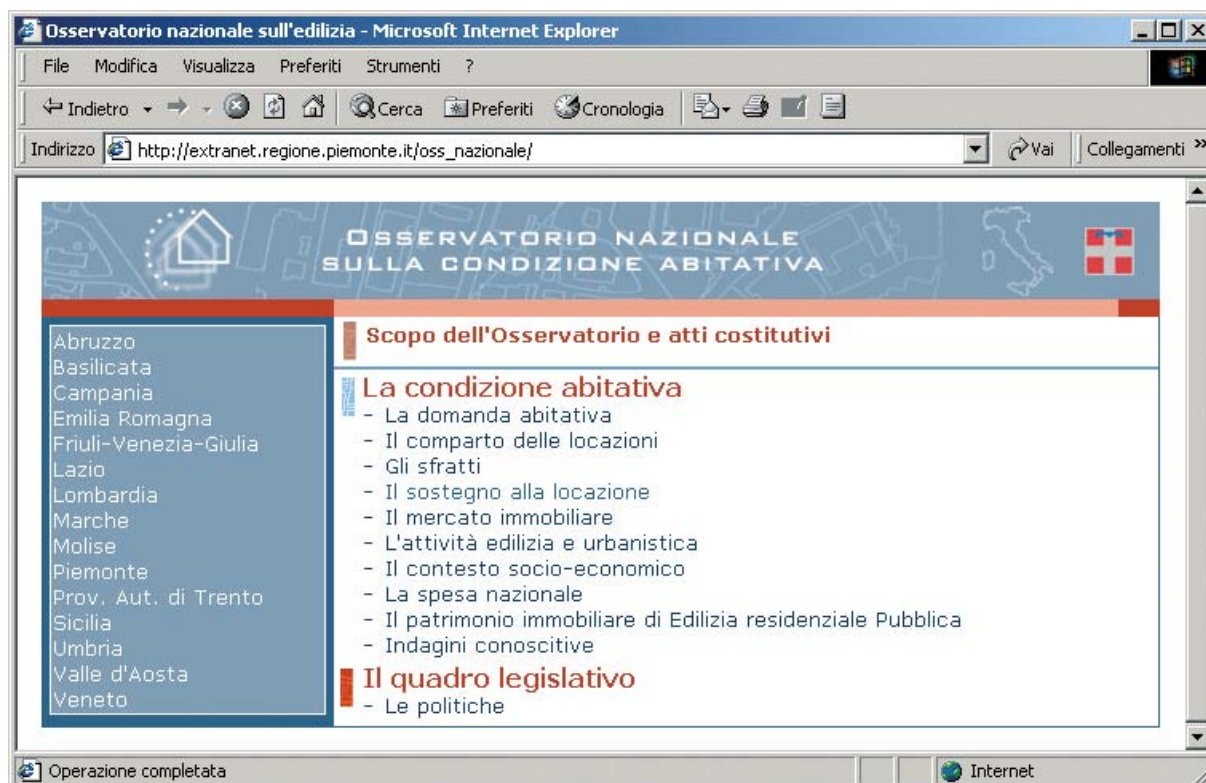 Osservatorio nazionale sull'edilizia - Microsoft Internet Explorer
File Modifica Visualizza Preferiti Strumenti ?
Indietro Cerca Preferiti Cronologia
Indirizzo http://extranet.regione.piemonte.it/oss_nazionale/ Vai Collegamenti »
OSSERVATORIO NAZIONALE
SULLA CONDIZIONE ABITATIVA
Abruzzo
Basilicata
Campania
Emilia Romagna
Friuli-Venezia-Giulia
Lazio
Lombardia
Marche
Molise
Piemonte
Prov. Aut. di Trento
Sicilia
Umbria
Valle d'Aosta
Veneto
Scopo dell'Osservatorio e atti costitutivi
La condizione abitativa
- La domanda abitativa
- Il comparto delle locazioni
- Gli sfratti
- Il sostegno alla locazione
- Il mercato immobiliare
- L'attività edilizia e urbanistica
- Il contesto socio-economico
- La spesa nazionale
- Il patrimonio immobiliare di Edilizia residenziale Pubblica
- Indagini conoscitive
Il quadro legislativo
- Le politiche
Operazione completata Internet